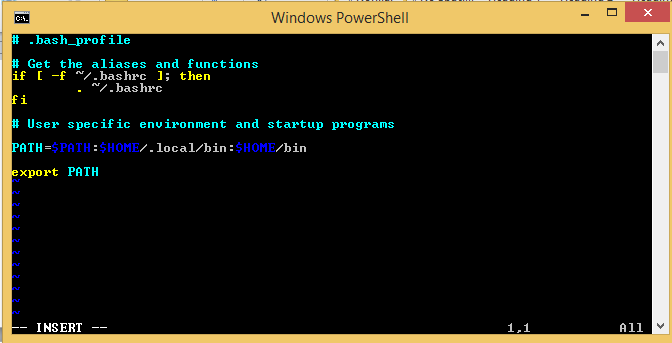 Windows PowerShell
# .bash_profile
# Get the aliases and functions
if [ -f ~/.bashrc ]; then
        . ~/.bashrc
fi
# User specific environment and startup programs
PATH=$PATH:$HOME/.local/bin:$HOME/bin
export PATH
~
~
~
~
~
~
~
~
~
~
~
~
-- INSERT --                                  1,1           All